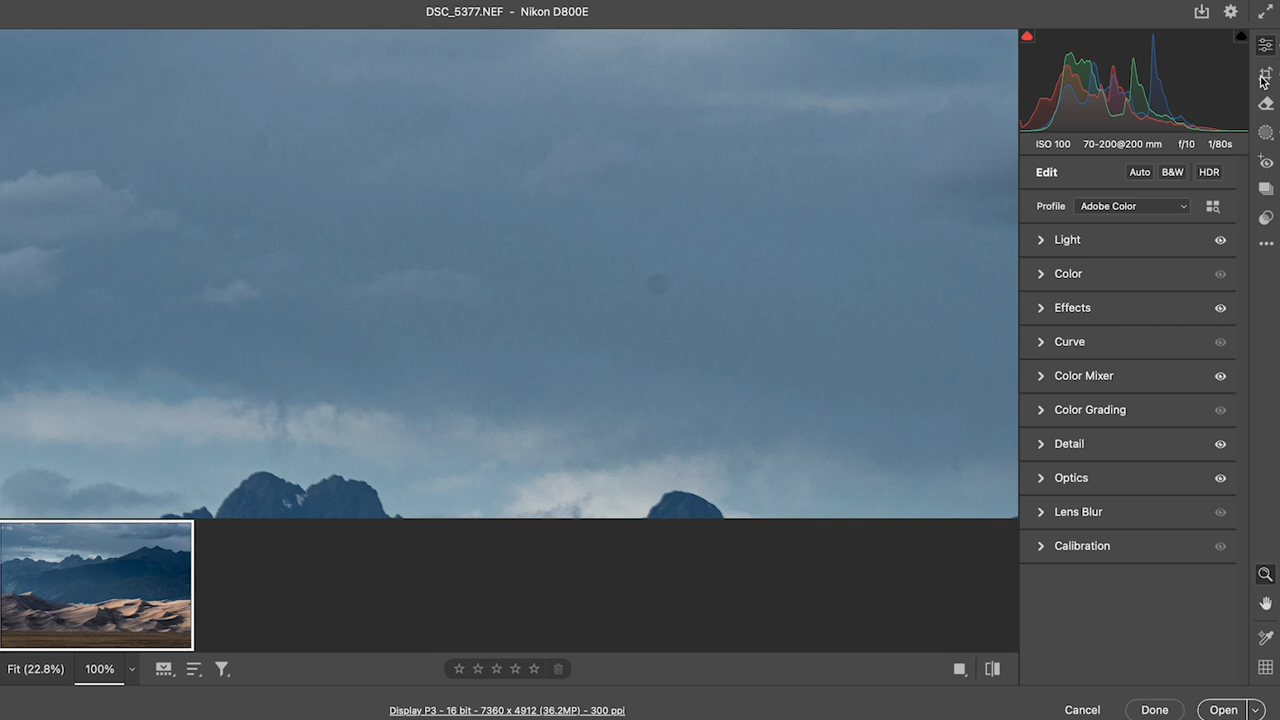 DSC_5377.NEF - Nikon D800E
ISO 100 70-200@200 mm f/10 1/80s
Edit Auto B&W HDR
Profile Adobe Color
Light
Color
Effects
Curve
Color Mixer
Color Grading
Detail
Optics
Lens Blur
Calibration
Fit (22.8%) 100%
Display P3 - 16 bit - 7360 x 4912 (36.2MP) - 300 ppi
Cancel Done Open